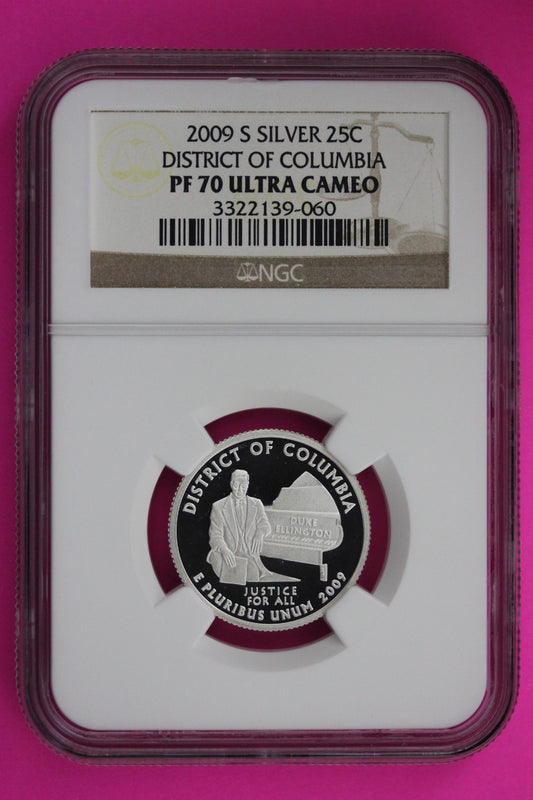 2009 S SILVER 25C
DISTRICT OF COLUMBIA
PF 70 ULTRA CAMEO
3322139-060
NGC
DISTRICT OF COLUMBIA
DUKE
ELLINGTON
JUSTICE
FOR ALL
E PLURIBUS UNUM 2009